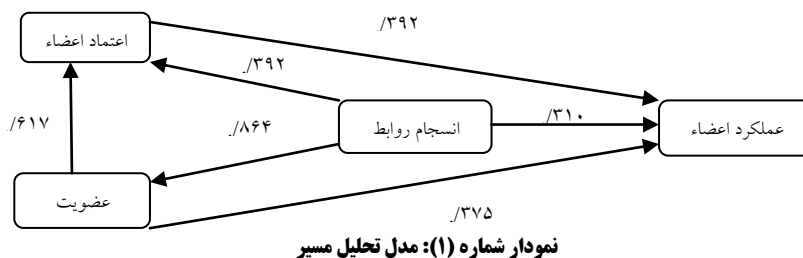 ./۳۹۲
اعتماد اعضاء
./۳۹۲
./۶۱۷
./۸۶۴
انسجام روابط
./۳۱۰
عملکرد اعضاء
عضویت
./۳۷۵
نمودار شماره (۱): مدل تحلیل مسیر